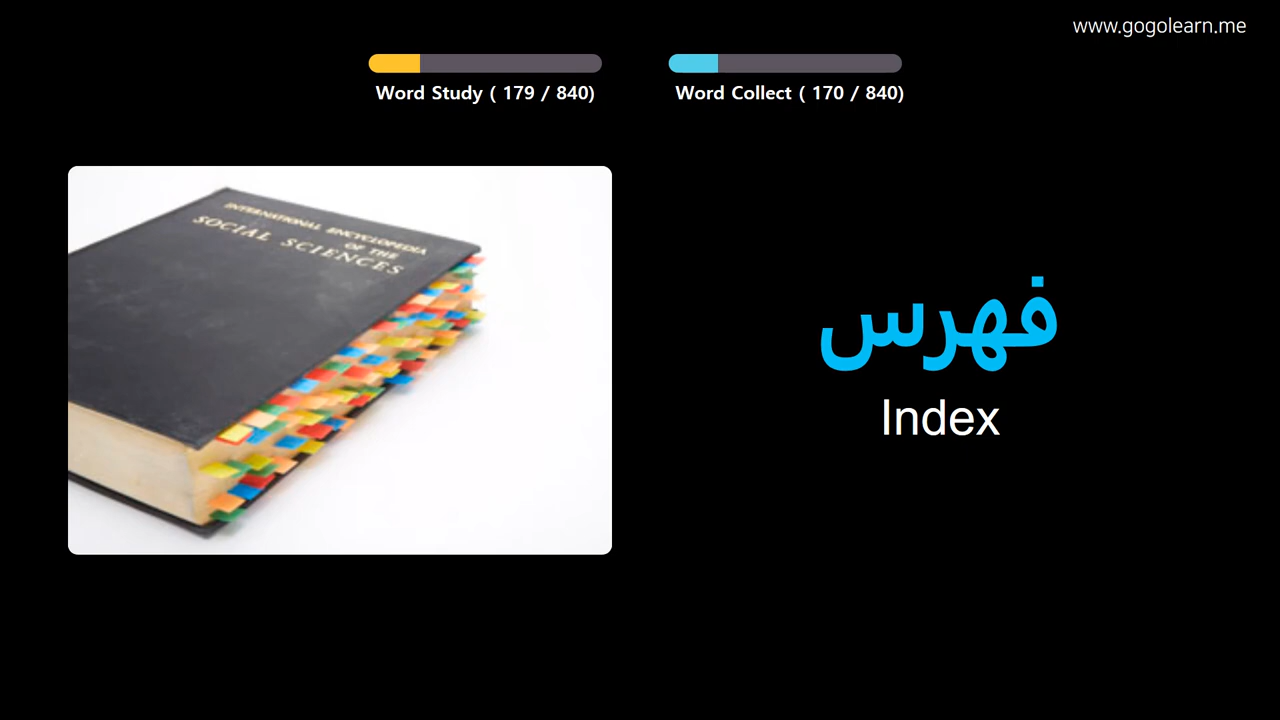 www.gogolearn.me
Word Study ( 179 / 840)
Word Collect ( 170 / 840)
INTERNATIONAL ENCYCLOPEDIA
OF THE
SOCIAL SCIENCES
فهرس
Index